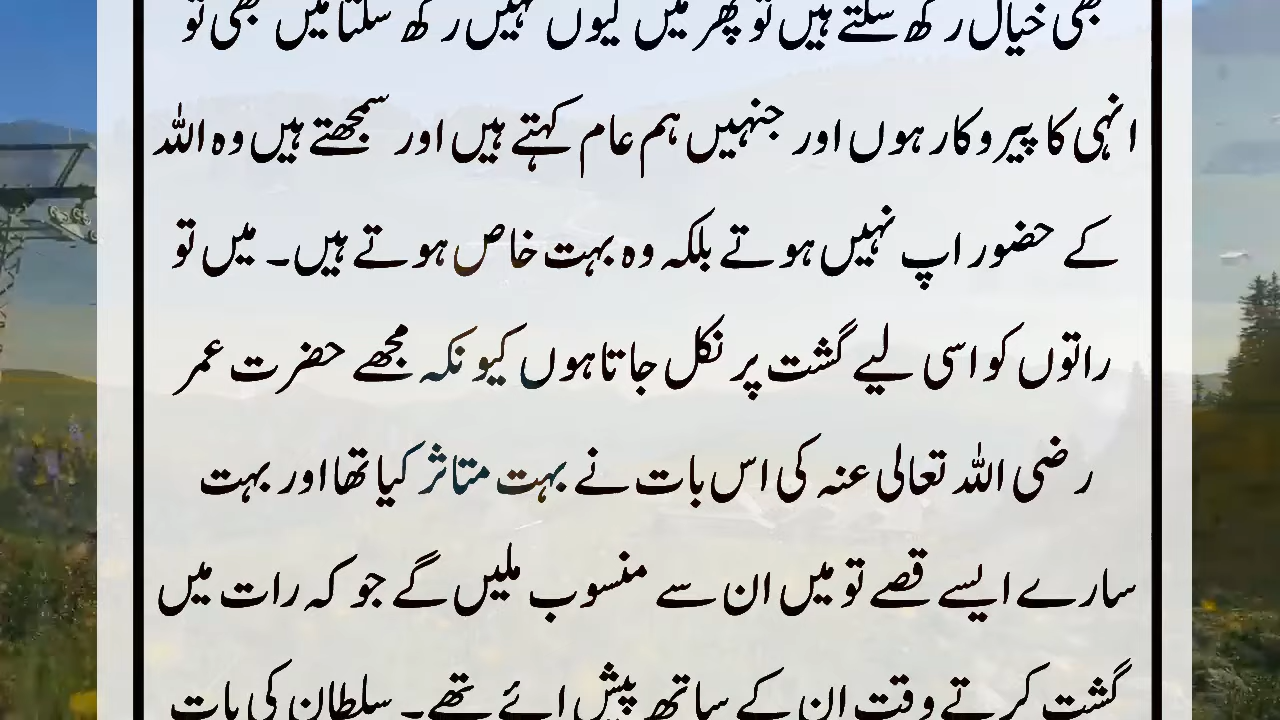 بھی خیال رکھ سکتے ہیں تو پھر میں کیوں نہیں رکھ سکتا میں بھی تو
انہی کا پیروکار ہوں اور جنہیں ہم عام کہتے ہیں اور سمجھتے ہیں وہ اللہ
کے حضور اپ نہیں ہوتے بلکہ وہ بہت خاص ہوتے ہیں۔ میں تو
راتوں کو اسی لیے گشت پر نکل جاتا ہوں کیونکہ مجھے حضرت عمر
رضی اللہ تعالی عنہ کی اس بات نے بہت متاثر کیا تھا اور بہت
سارے ایسے قصے تو میں ان سے منسوب ملیں گے جو کہ رات میں
گشت کرتے وقت ان کے ساتھ پیش ائے تھے۔ سلطان کی بات